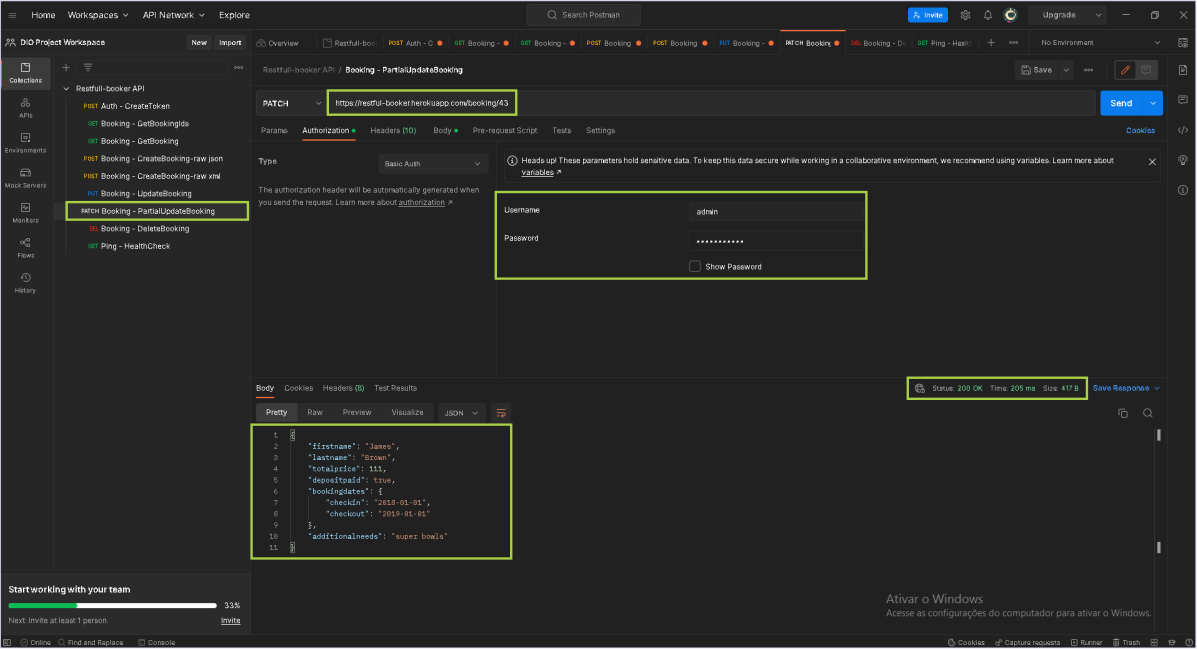 Home Workspaces API Network Explore Search Postman Invite Upgrade
DIO Project Workspace New Import Overview Restfull-bool POST Auth - C GET Booking - GET Booking - POST Booking POST Booking PUT Booking - PATCH Booking DEL Booking - De GET Ping - Healt No Environment
Restfull-booker API / Booking - PartialUpdateBooking Save
Collections
APIs
Environments
Mock Servers
Monitors
Flows
History
Restfull-booker API
POST Auth - CreateToken
GET Booking - GetBookingIds
GET Booking - GetBooking
POST Booking - CreateBooking-raw json
POST Booking - CreateBooking-raw xml
PUT Booking - UpdateBooking
PATCH Booking - PartialUpdateBooking
DEL Booking - DeleteBooking
GET Ping - HealthCheck
PATCH https://restful-booker.herokuapp.com/booking/43 Send
Params Authorization Headers (10) Body Pre-request Script Tests Settings Cookies
Type Basic Auth
The authorization header will be automatically generated when
you send the request. Learn more about authorization ↗
Heads up! These parameters hold sensitive data. To keep this data secure while working in a collaborative environment, we recommend using variables. Learn more about
variables ↗
Username admin
Password ***********
Show Password
Body Cookies Headers (8) Test Results Status: 200 OK Time: 205 ms Size: 417 B Save Response
Pretty Raw Preview Visualize JSON
1 {
2 "firstname": "James",
3 "lastname": "Brown",
4 "totalprice": 111,
5 "depositpaid": true,
6 "bookingdates": {
7 "checkin": "2018-01-01",
8 "checkout": "2019-01-01"
9 },
10 "additionalneeds": "super bowls"
11 }
Start working with your team
33%
Next: Invite at least 1 person. Invite
Ativar o Windows
Acesse as configurações do computador para ativar o Windows.
Online Find and Replace Console Cookies Capture requests Runner Trash